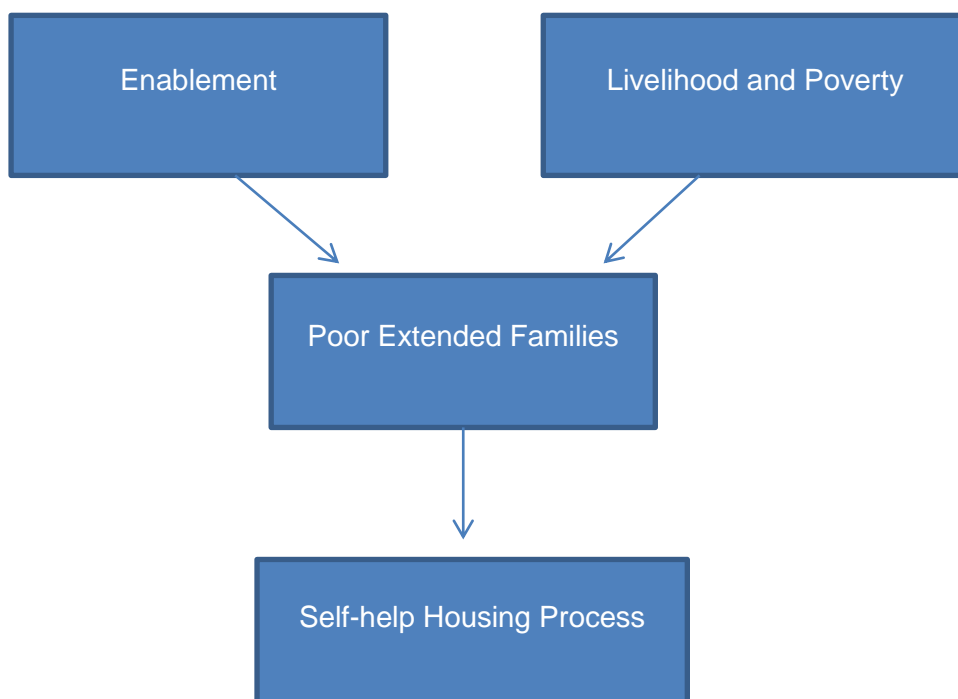 Enablement
Livelihood and Poverty
Poor Extended Families
Self-help Housing Process